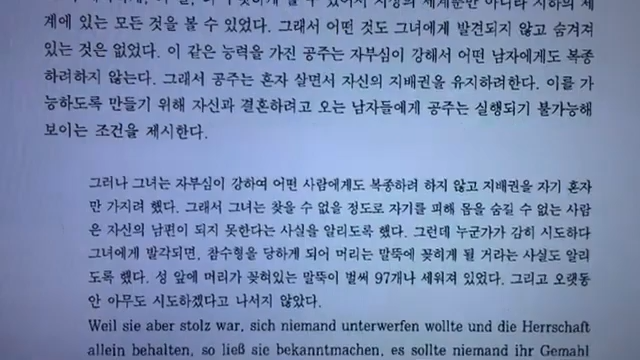 계에 있는 모든 것을 볼 수 있었다. 그래서 어떤 것도 그녀에게 발견되지 않고 숨겨져
있는 것은 없었다. 이 같은 능력을 가진 공주는 자부심이 강해서 어떤 남자에게도 복종
하려하지 않는다. 그래서 공주는 혼자 살면서 자신의 지배권을 유지하려한다. 이를 가
능하도록 만들기 위해 자신과 결혼하려고 오는 남자들에게 공주는 실행되기 불가능해
보이는 조건을 제시한다.
그러나 그녀는 자부심이 강하여 어떤 사람에게도 복종하려 하지 않고 지배권을 자기 혼자
만 가지려 했다. 그래서 그녀는 찾을 수 없을 정도로 자기를 피해 몸을 숨길 수 없는 사람
은 자신의 남편이 되지 못한다는 사실을 알리도록 했다. 그런데 누군가가 감히 시도하다
그녀에게 발각되면, 참수형을 당하게 되어 머리는 말뚝에 꽂히게 될 거라는 사실도 알리
도록 했다. 성 앞에 머리가 꽂혀있는 말뚝이 벌써 97개나 세워져 있었다. 그리고 오랫동
안 아무도 시도하겠다고 나서지 않았다.
Weil sie aber stolz war, sich niemand unterwerfen wollte und die Herrschaft
allein behalten, so ließ sie bekanntmachen, es sollte niemand ihr Gemahl